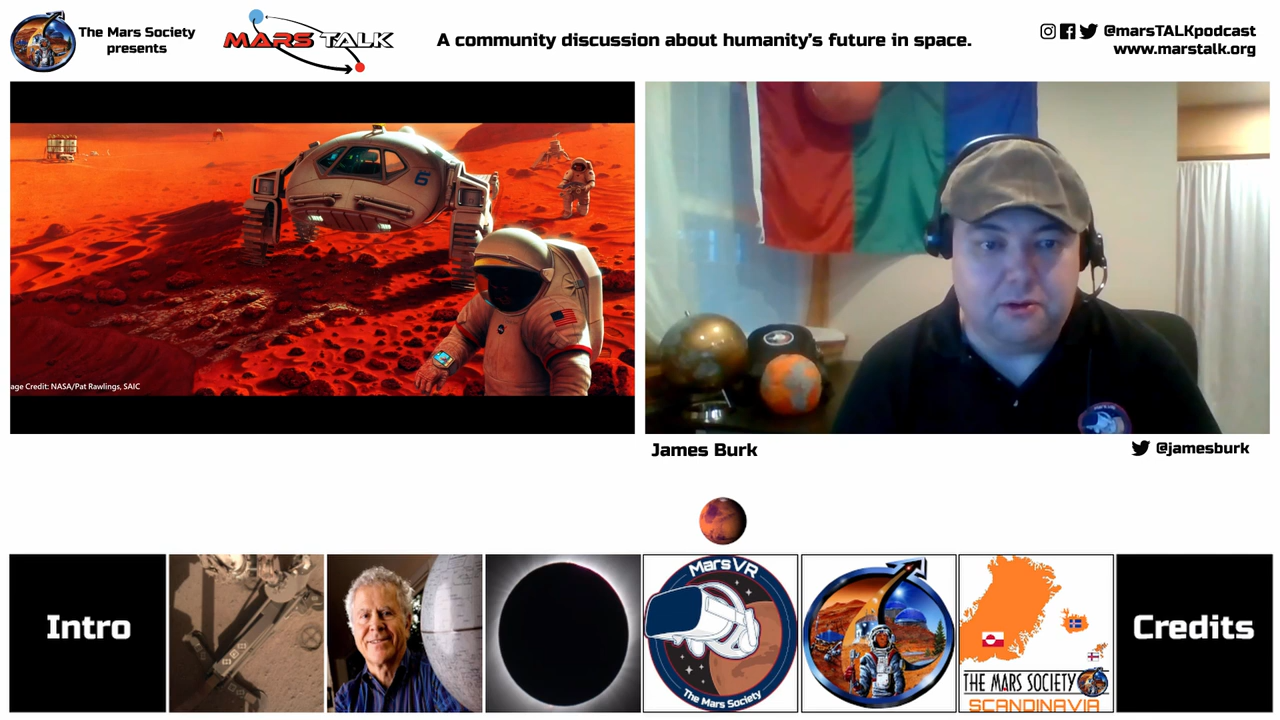 The Mars Society
presents
MARS TALK
A community discussion about humanity's future in space.
@marsTALKpodcast
www.marstalk.org
6
age Credit: NASA/Pat Rawlings, SAIC
James Burk
@jamesburk
Intro
MarsVR
The Mars Society
THE MARS SOCIETY
SCANDINAVIA
Credits